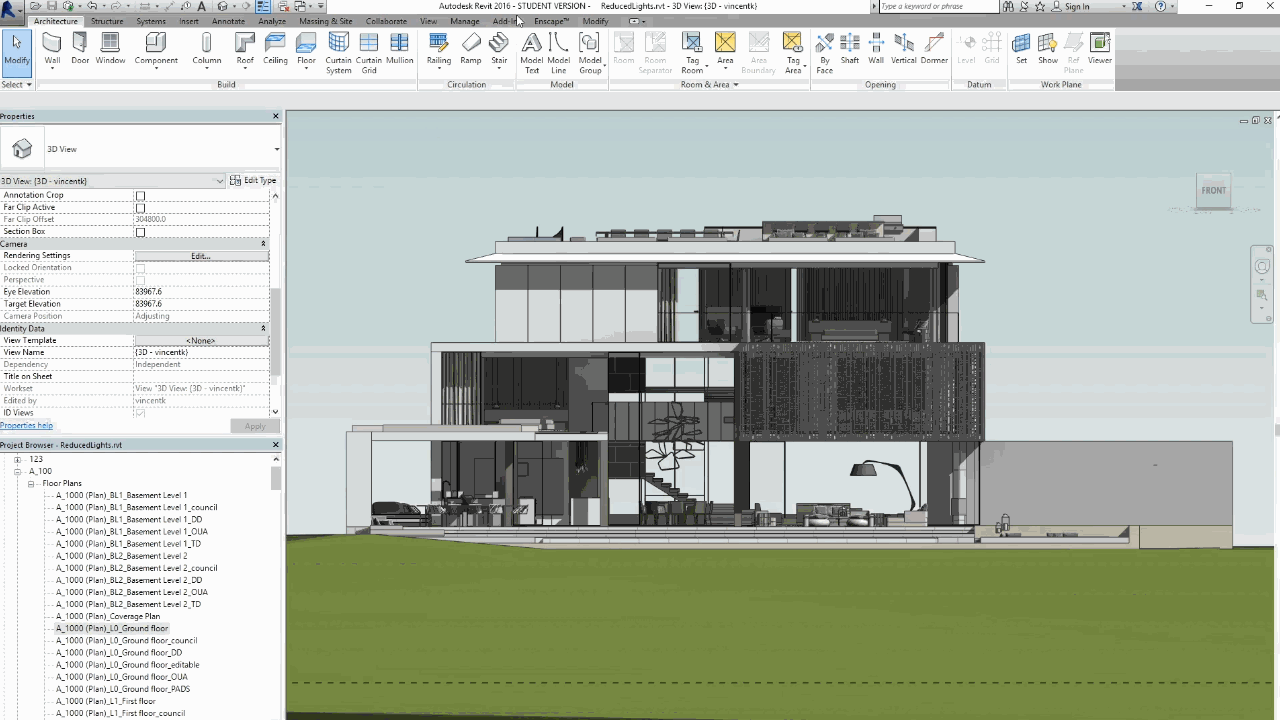 Autodesk Revit 2016 - STUDENT VERSION - ReducedLights.rvt - 3D View: {3D - vincentk}
Type a keyword or phrase
Sign In
Architecture Structure Systems Insert Annotate Analyze Massing & Site Collaborate View Manage Add-Ins Enscape™ Modify
Modify Wall Door Window Component Column Roof Ceiling Floor Curtain System Curtain Grid Mullion Railing Ramp Stair Model Text Model Line Model Group Room Room Separator Tag Room Area Area Boundary Tag Area By Face Shaft Wall Vertical Dormer Level Grid Set Show Ref Plane Viewer
Select Build Circulation Model Room & Area Opening Datum Work Plane
Properties
3D View
3D View: {3D - vincentk} Edit Type
Annotation Crop
Far Clip Active
Far Clip Offset 304800.0
Section Box
Camera
Rendering Settings Edit...
Locked Orientation
Perspective
Eye Elevation 83967.6
Target Elevation 83967.6
Camera Position Adjusting
Identity Data
View Template <None>
View Name {3D - vincentk}
Dependency Independent
Title on Sheet
Workset View "3D View: {3D - vincentk}"
Edited by vincentk
ID Views
Properties help Apply
Project Browser - ReducedLights.rvt
123
A_100
Floor Plans
A_1000 (Plan)_BL1_Basement Level 1
A_1000 (Plan)_BL1_Basement Level 1_council
A_1000 (Plan)_BL1_Basement Level 1_DD
A_1000 (Plan)_BL1_Basement Level 1_OUA
A_1000 (Plan)_BL1_Basement Level 1_TD
A_1000 (Plan)_BL2_Basement Level 2
A_1000 (Plan)_BL2_Basement Level 2_council
A_1000 (Plan)_BL2_Basement Level 2_DD
A_1000 (Plan)_BL2_Basement Level 2_OUA
A_1000 (Plan)_BL2_Basement Level 2_TD
A_1000 (Plan)_Coverage Plan
A_1000 (Plan)_L0_Ground floor
A_1000 (Plan)_L0_Ground floor_council
A_1000 (Plan)_L0_Ground floor_DD
A_1000 (Plan)_L0_Ground floor_editable
A_1000 (Plan)_L0_Ground floor_OUA
A_1000 (Plan)_L0_Ground floor_PADS
A_1000 (Plan)_L1_First floor
A_1000 (Plan)_L1_First floor_council
FRONT